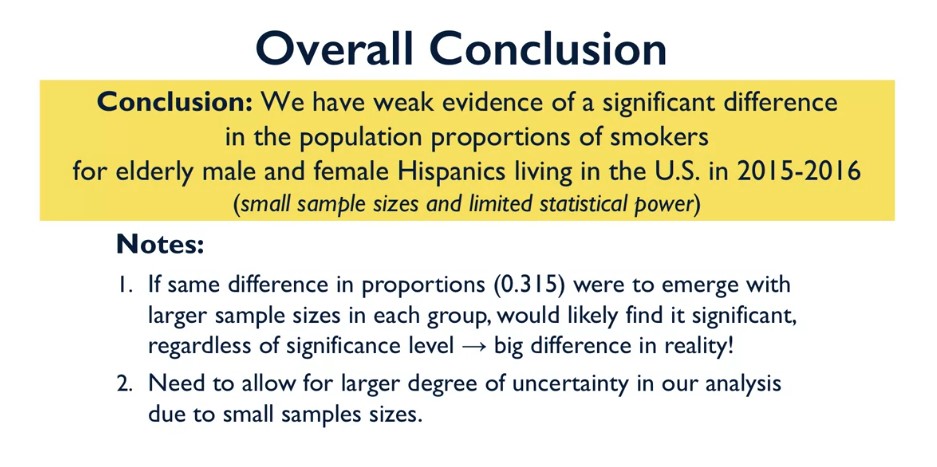 Overall Conclusion
Conclusion: We have weak evidence of a significant difference
in the population proportions of smokers
for elderly male and female Hispanics living in the U.S. in 2015-2016
(small sample sizes and limited statistical power)
Notes:
1. If same difference in proportions (0.315) were to emerge with
larger sample sizes in each group, would likely find it significant,
regardless of significance level → big difference in reality!
2. Need to allow for larger degree of uncertainty in our analysis
due to small samples sizes.